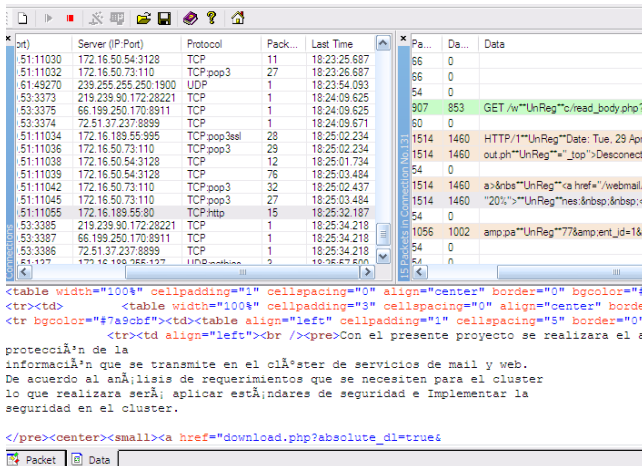 ort) Server (IP:Port) Protocol Pack... Last Time
.51:11030 172.16.50.54:3128 TCP 11 18:23:25.687
.51:11032 172.16.50.73:110 TCP:pop3 27 18:23:26.687
.61:49270 239.255.255.250:1900 UDP 1 18:23:54.093
.53:3373 219.239.90.172:28221 TCP 1 18:24:09.625
.53:3375 66.199.250.170:8911 TCP 1 18:24:09.625
.53:3374 72.51.37.237:8899 TCP 1 18:24:09.671
.51:11034 172.16.189.55:995 TCP:pop3ssl 28 18:25:02.234
.51:11036 172.16.50.73:110 TCP:pop3 29 18:25:02.234
.51:11038 172.16.50.54:3128 TCP 12 18:25:01.734
.51:11039 172.16.50.54:3128 TCP 76 18:25:03.484
.51:11042 172.16.50.73:110 TCP:pop3 32 18:25:02.437
.51:11045 172.16.50.73:110 TCP:pop3 27 18:25:03.484
.51:11055 172.16.189.55:80 TCP:http 15 18:25:32.187
.53:3385 219.239.90.172:28221 TCP 1 18:25:34.218
.53:3387 66.199.250.170:8911 TCP 1 18:25:34.218
.53:3386 72.51.37.237:8899 TCP 1 18:25:34.218
Connections
15 Packets in Connection No.131
Pa... Da... Data
66 0
66 0
54 0
907 853 GET /w**UnReg**c/read_body.php?
60 0
1514 1460 HTTP/1**UnReg**Date: Tue, 29 Apr
1514 1460 out.ph**UnReg**="_top">Desconec
54 0
1514 1460 a>&nbs**UnReg**<a href="/webmail.
1514 1460 "20%">**UnReg**nes:&nbsp;&nbsp;<
54 0
1056 1002 amp;pa**UnReg**77&amp;ent_id=1&
54 0
54 0
<table width="100%" cellpadding="1" cellspacing="0" align="center" border="0" bgcolor="#
<tr><td> <table width="100%" cellpadding="3" cellspacing="0" align="center" borde
<tr bgcolor="#7a9cbf"><td><table align="left" cellpadding="1" cellspacing="5" border="0"
<tr><td align="left"><br /><pre>Con el presente proyecto se realizara el a
protecciÃ³n de la
informaciÃ³n que se transmite en el clÃºster de servicios de mail y web.
De acuerdo al anÃ¡lisis de requerimientos que se necesiten para el cluster
lo que realizara serÃ¡ aplicar estÃ¡ndares de seguridad e Implementar la
seguridad en el cluster.
</pre><center><small><a href="download.php?absolute_dl=true&
Packet Data